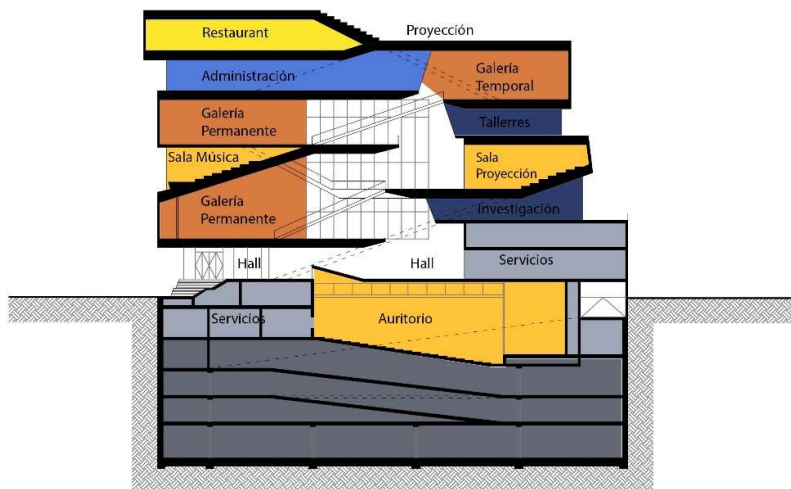 Restaurant
Proyección
Administración
Galería
Temporal
Galería
Permanente
Tallerres
Sala Música
Sala
Proyección
Galería
Permanente
Investigación
Hall
Hall
Servicios
Servicios
Auritorio